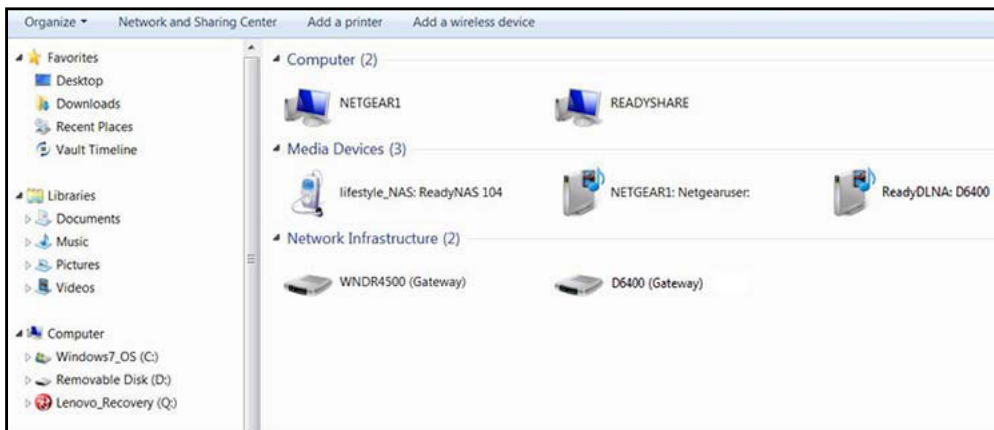 Organize Network and Sharing Center Add a printer Add a wireless device
Favorites
Desktop
Downloads
Recent Places
Vault Timeline
Libraries
Documents
Music
Pictures
Videos
Computer
Windows7_OS (C:)
Removable Disk (D:)
Lenovo_Recovery (Q:)
Computer (2)
NETGEAR1 READYSHARE
Media Devices (3)
lifestyle_NAS: ReadyNAS 104 NETGEAR1: Netgearuser: ReadyDLNA: D6400
Network Infrastructure (2)
WNDR4500 (Gateway) D6400 (Gateway)